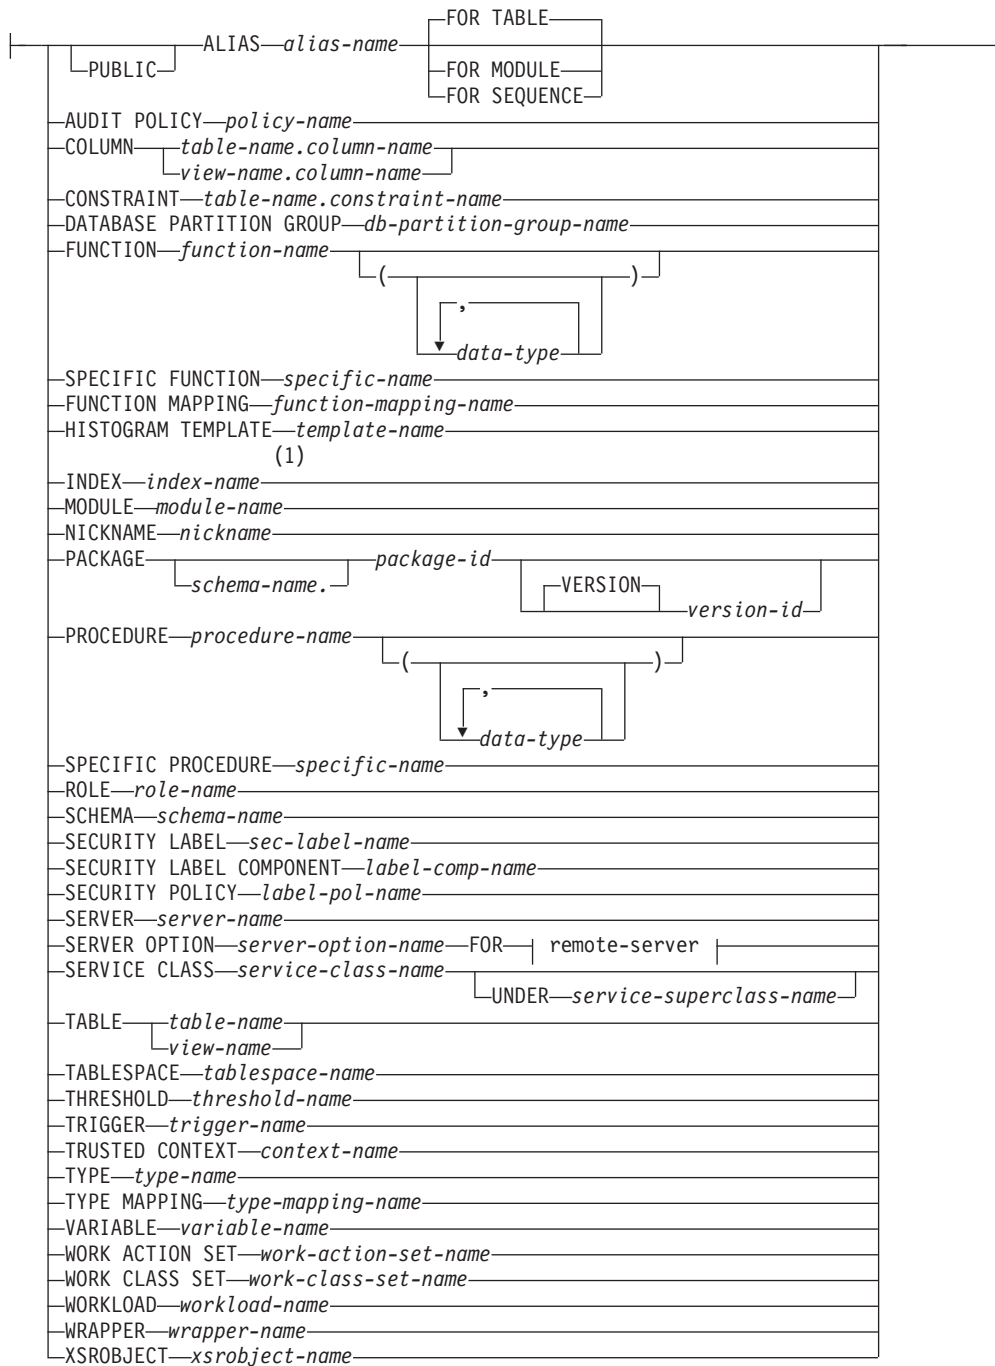 FOR TABLE
ALIAS alias-name
PUBLIC FOR MODULE
FOR SEQUENCE
AUDIT POLICY policy-name
COLUMN table-name.column-name
view-name.column-name
CONSTRAINT table-name.constraint-name
DATABASE PARTITION GROUP db-partition-group-name
FUNCTION function-name
( )
,
data-type
SPECIFIC FUNCTION specific-name
FUNCTION MAPPING function-mapping-name
HISTOGRAM TEMPLATE template-name
(1)
INDEX index-name
MODULE module-name
NICKNAME nickname
PACKAGE package-id
schema-name. VERSION
version-id
PROCEDURE procedure-name
( )
,
data-type
SPECIFIC PROCEDURE specific-name
ROLE role-name
SCHEMA schema-name
SECURITY LABEL sec-label-name
SECURITY LABEL COMPONENT label-comp-name
SECURITY POLICY label-pol-name
SERVER server-name
SERVER OPTION server-option-name FOR remote-server
SERVICE CLASS service-class-name
UNDER service-superclass-name
TABLE table-name
view-name
TABLESPACE tablespace-name
THRESHOLD threshold-name
TRIGGER trigger-name
TRUSTED CONTEXT context-name
TYPE type-name
TYPE MAPPING type-mapping-name
VARIABLE variable-name
WORK ACTION SET work-action-set-name
WORK CLASS SET work-class-set-name
WORKLOAD workload-name
WRAPPER wrapper-name
XSROBJECT xsrobject-name